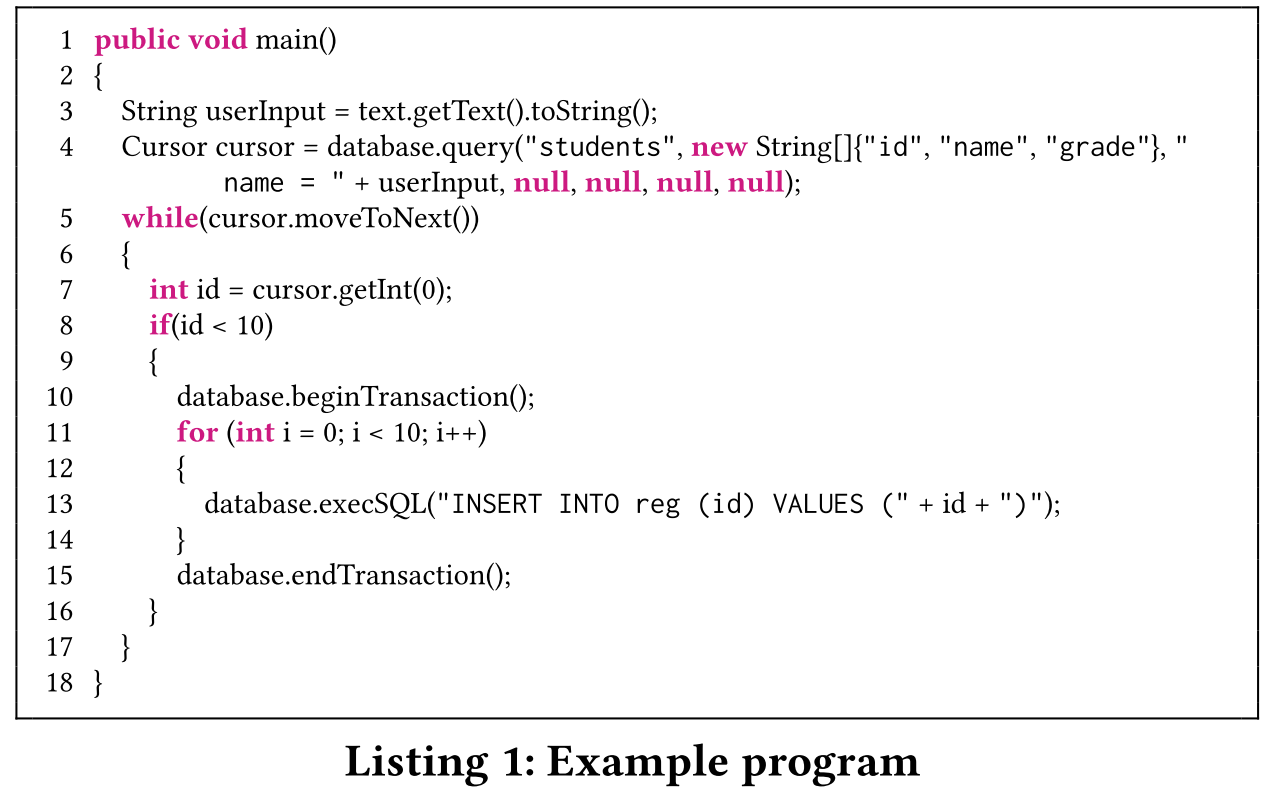 1 public void main()
2 {
3 String userInput = text.getText().toString();
4 Cursor cursor = database.query("students", new String[]{"id", "name", "grade"}, "
name = " + userInput, null, null, null, null);
5 while(cursor.moveToNext())
6 {
7 int id = cursor.getInt(0);
8 if(id < 10)
9 {
10 database.beginTransaction();
11 for (int i = 0; i < 10; i++)
12 {
13 database.execSQL("INSERT INTO reg (id) VALUES (" + id + ")");
14 }
15 database.endTransaction();
16 }
17 }
18 }
Listing 1: Example program